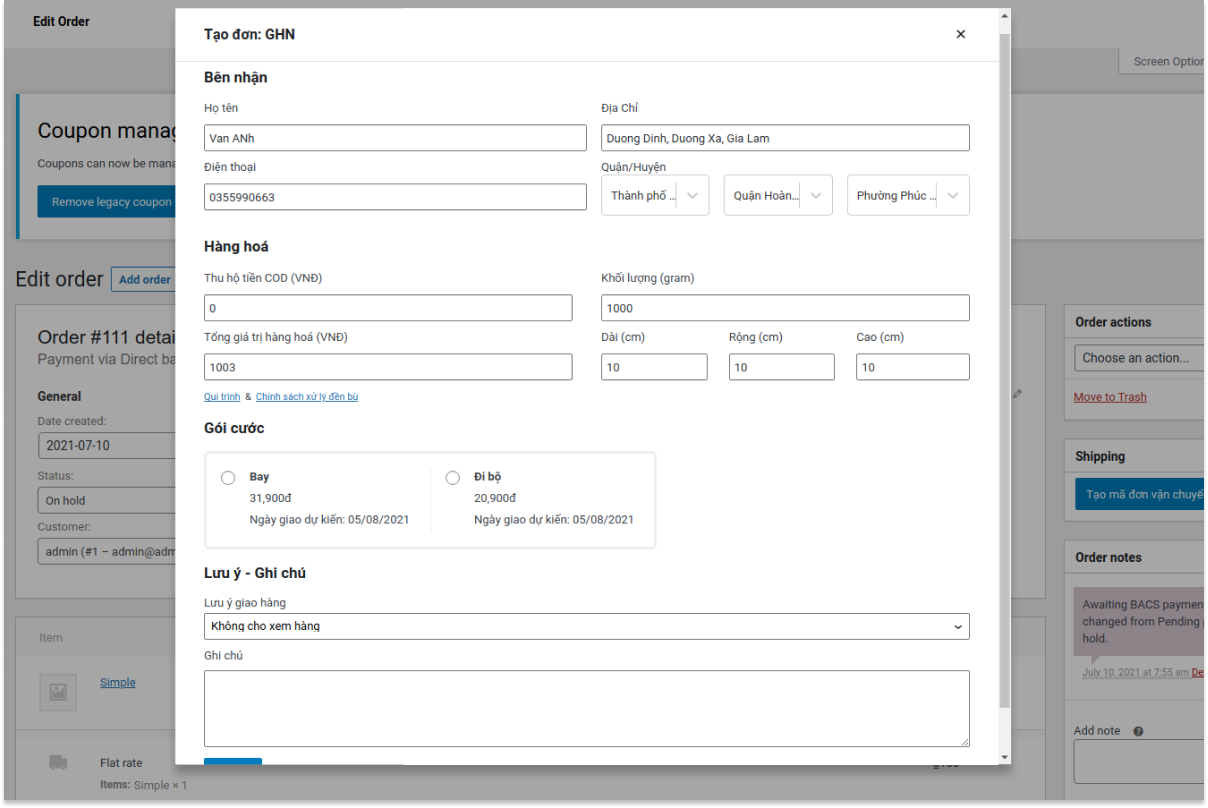 Edit Order
Screen Option
Coupon manag
Coupons can now be mana
Remove legacy coupon
Edit order
Add order
Order #111 detai
Payment via Direct ba
General
Date created:
2021-07-10
Status:
On hold
Customer:
admin (#1 – admin@adm
Item
Simple
Flat rate
Items: Simple × 1
Tạo đơn: GHN
×
Bên nhận
Họ tên
Địa Chỉ
Van ANh
Duong Dinh, Duong Xa, Gia Lam
Điện thoại
Quận/Huyện
0355990663
Thành phố ...
Quận Hoàn...
Phường Phúc ...
Hàng hoá
Thu hộ tiền COD (VNĐ)
Khối lượng (gram)
0
1000
Tổng giá trị hàng hoá (VNĐ)
Dài (cm)
Rộng (cm)
Cao (cm)
1003
10
10
10
Qui trình & Chính sách xử lý đền bù
Gói cước
Bay
Đi bộ
31,900đ
20,900đ
Ngày giao dự kiến: 05/08/2021
Ngày giao dự kiến: 05/08/2021
Lưu ý - Ghi chú
Lưu ý giao hàng
Không cho xem hàng
Ghi chú
Order actions
Choose an action...
Move to Trash
Shipping
Tạo mã đơn vận chuyể
Order notes
Awaiting BACS paymen
changed from Pending
hold.
July 10, 2021 at 7:55 am De
Add note